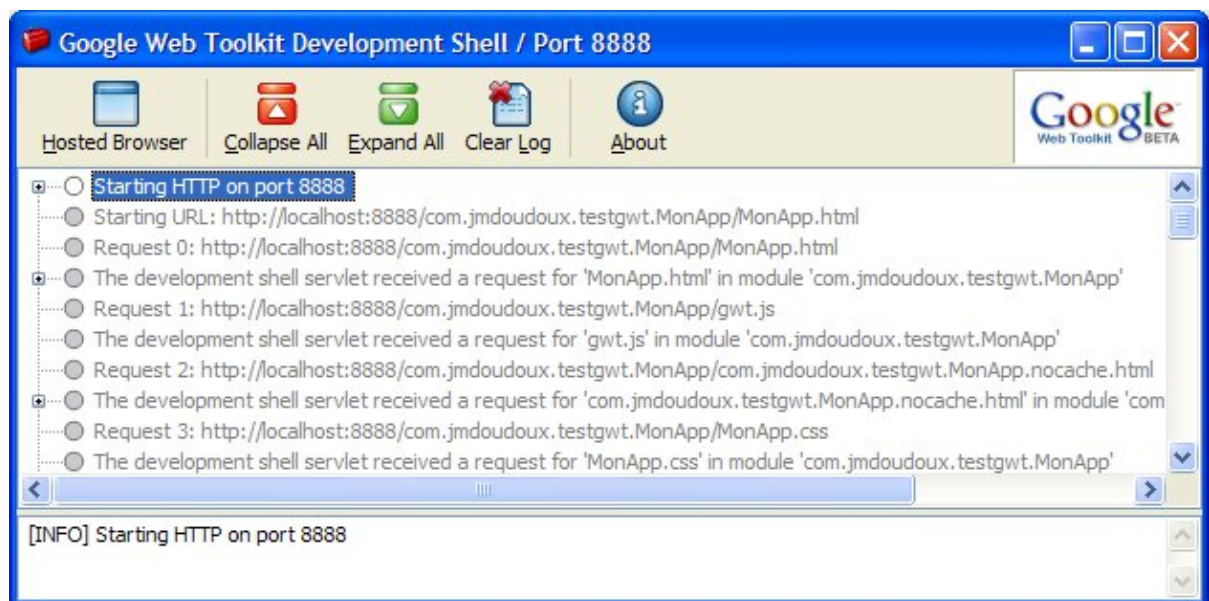 Google Web Toolkit Development Shell / Port 8888
Hosted Browser
Collapse All
Expand All
Clear Log
About
Google
Web Toolkit BETA
Starting HTTP on port 8888
Starting URL: http://localhost:8888/com.jmdoudoux.testgwt.MonApp/MonApp.html
Request 0: http://localhost:8888/com.jmdoudoux.testgwt.MonApp/MonApp.html
The development shell servlet received a request for 'MonApp.html' in module 'com.jmdoudoux.testgwt.MonApp'
Request 1: http://localhost:8888/com.jmdoudoux.testgwt.MonApp/gwt.js
The development shell servlet received a request for 'gwt.js' in module 'com.jmdoudoux.testgwt.MonApp'
Request 2: http://localhost:8888/com.jmdoudoux.testgwt.MonApp/com.jmdoudoux.testgwt.MonApp.nocache.html
The development shell servlet received a request for 'com.jmdoudoux.testgwt.MonApp.nocache.html' in module 'com
Request 3: http://localhost:8888/com.jmdoudoux.testgwt.MonApp/MonApp.css
The development shell servlet received a request for 'MonApp.css' in module 'com.jmdoudoux.testgwt.MonApp'
[INFO] Starting HTTP on port 8888